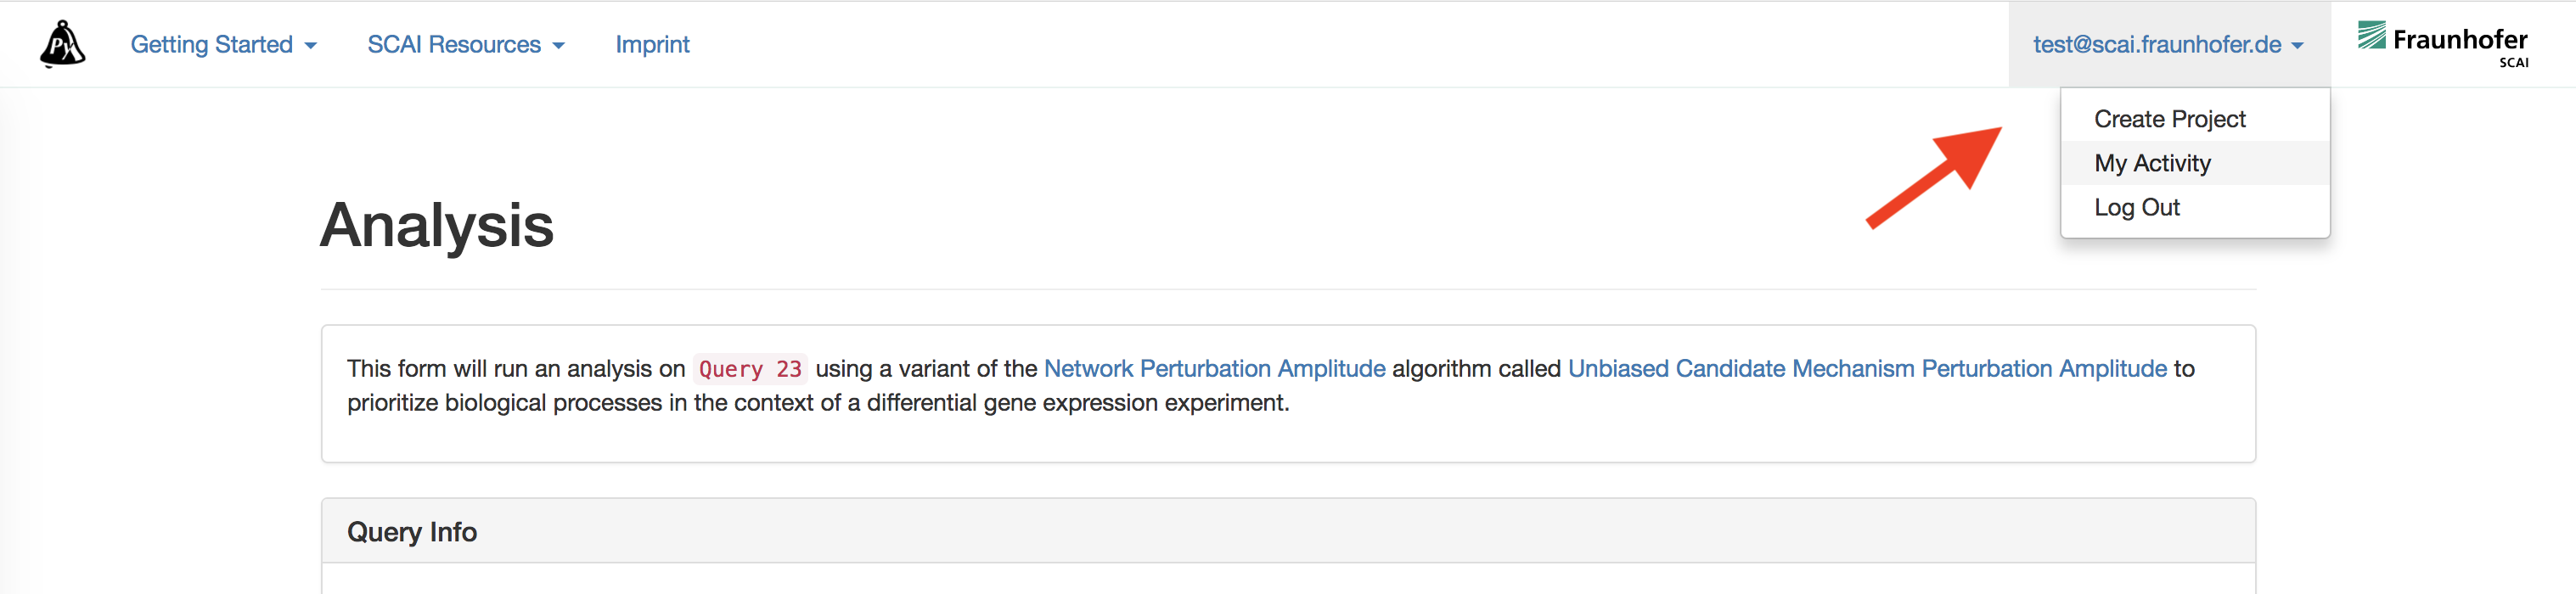 Py
Getting Started
SCAI Resources
Imprint
test@scai.fraunhofer.de
Fraunhofer
SCAI
Create Project
My Activity
Log Out
Analysis
This form will run an analysis on Query 23 using a variant of the Network Perturbation Amplitude algorithm called Unbiased Candidate Mechanism Perturbation Amplitude to
prioritize biological processes in the context of a differential gene expression experiment.
Query Info